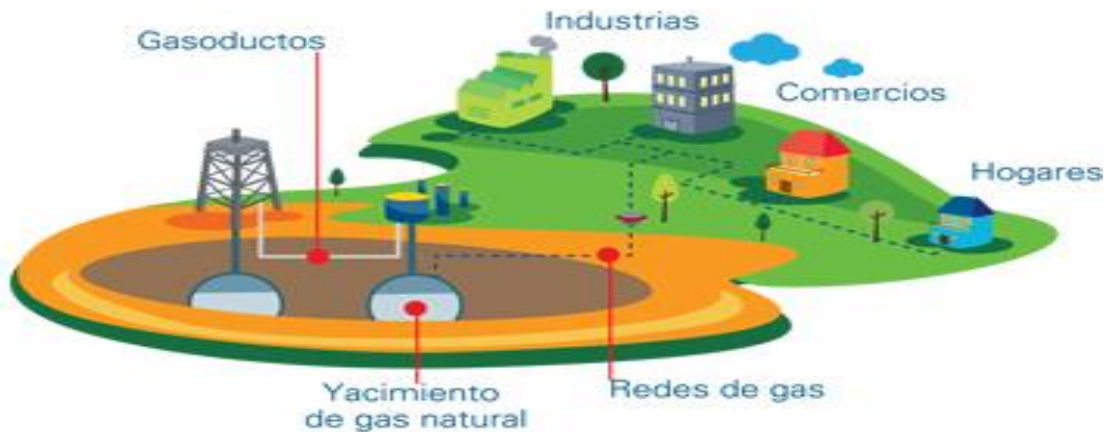 Industrias
Gasoductos
Comercios
Hogares
Yacimiento
de gas natural
Redes de gas